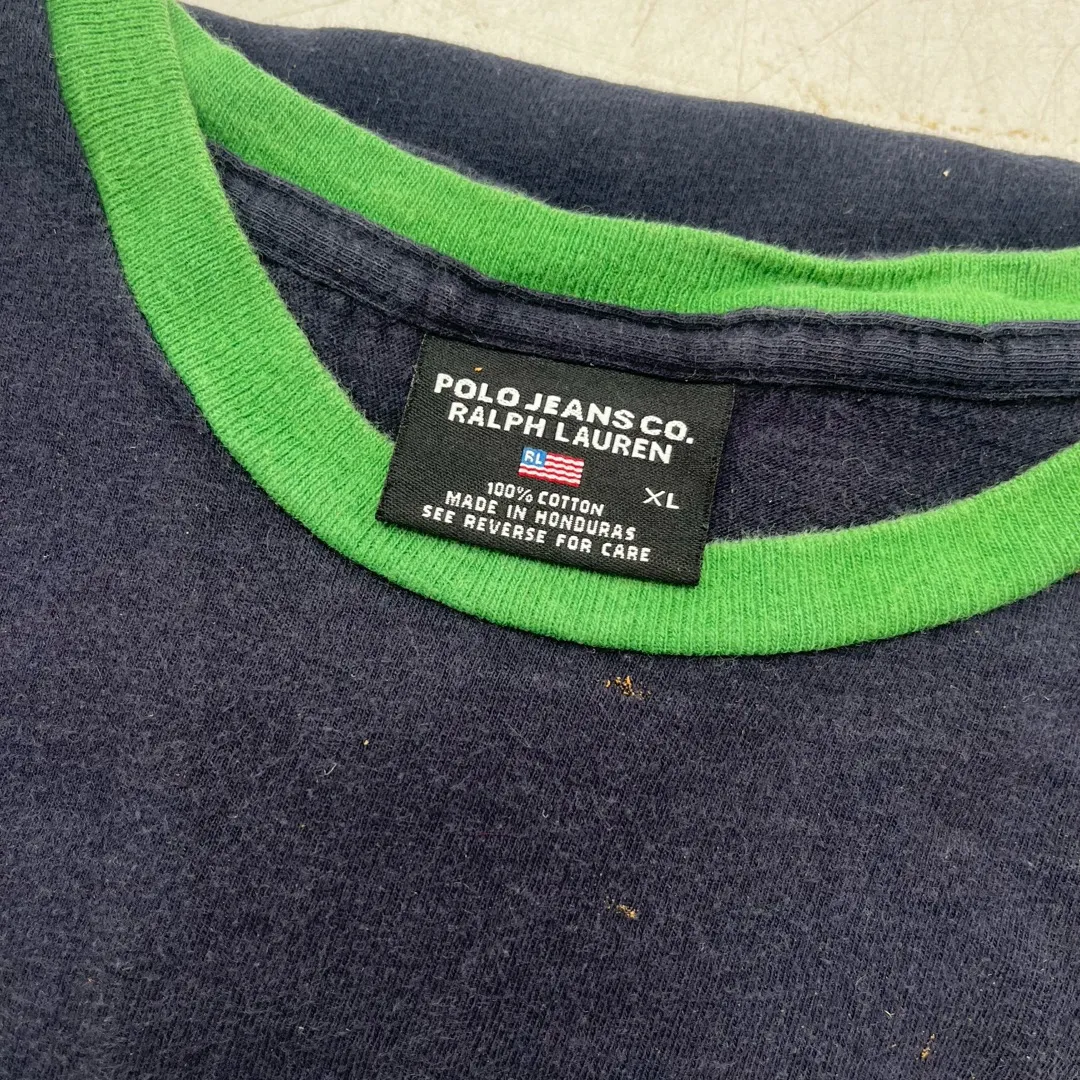 POLO JEANS CO.
RALPH LAUREN
RL
XL
100% COTTON
MADE IN HONDURAS
SEE REVERSE FOR CARE